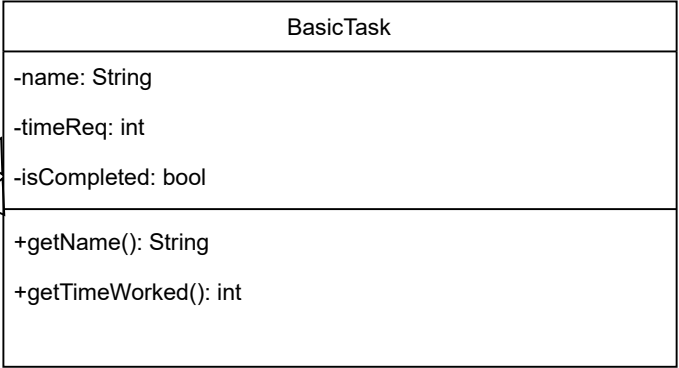 BasicTask
-name: String
-timeReq: int
-isCompleted: bool
+getName(): String
+getTimeWorked(): int